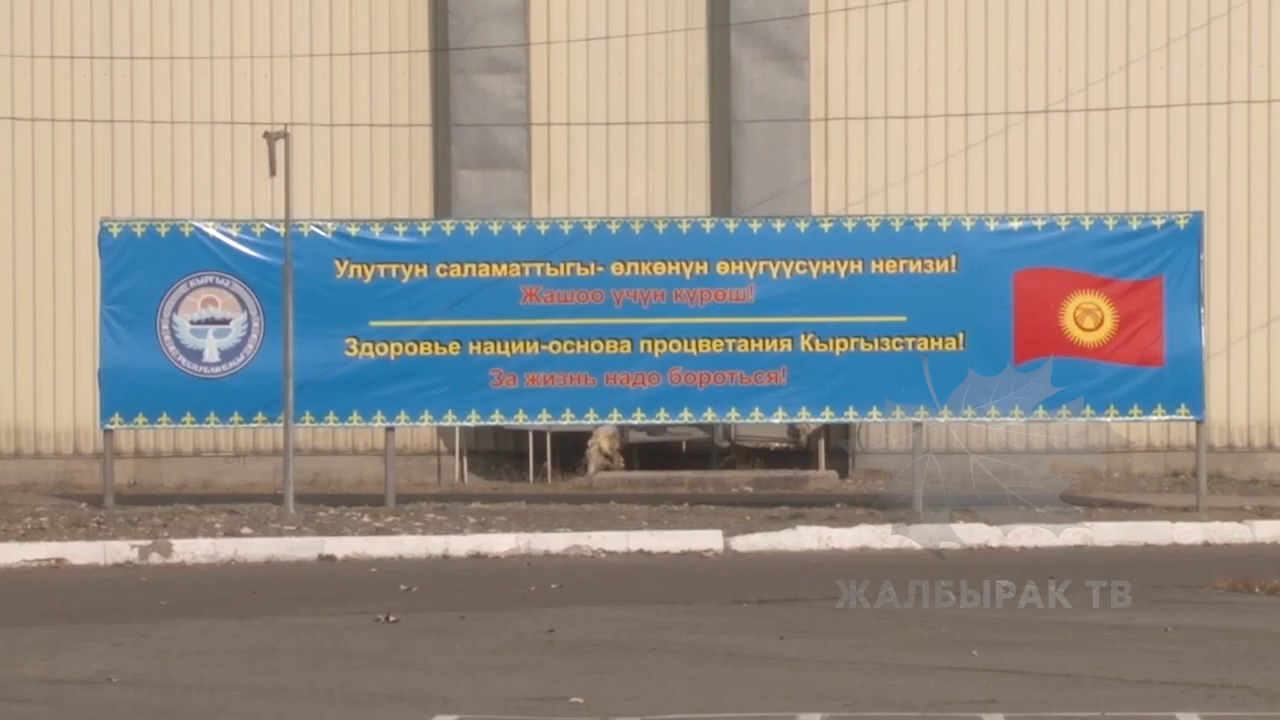 Улуттун саламаттыгы- өлкөнүн өнүгүүсүнүн негизи!
Жашоо үчүн күрөш!
Здоровье нации-основа процветания Кыргызстана!
За жизнь надо бороться!
КЫРГЫЗ
ЖАЛБЫРАК ТВ